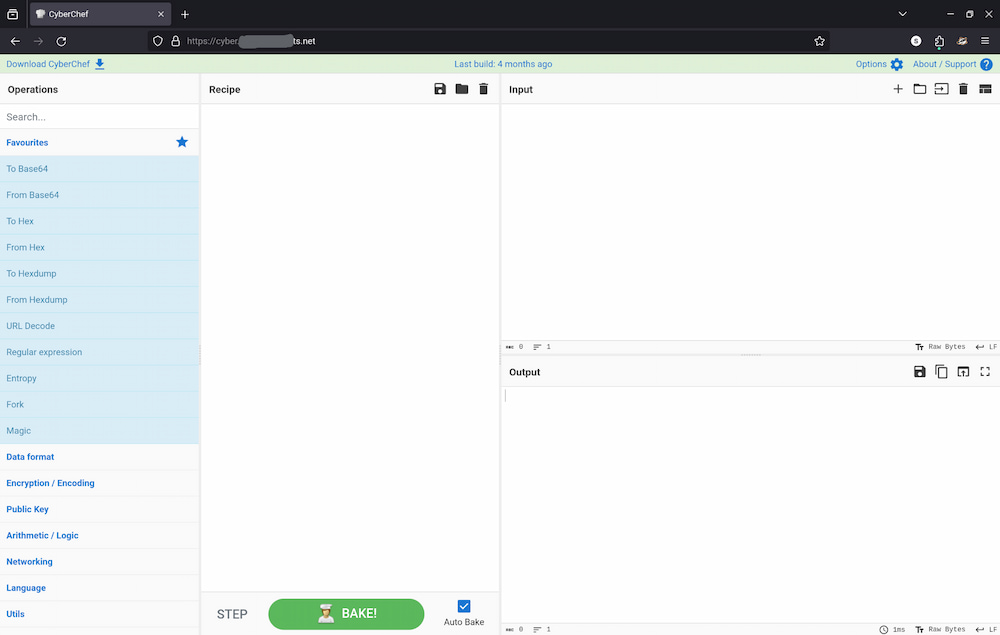 CyberChef
https://cyber.
ts.net
Download CyberChef
Last build: 4 months ago
Options
About / Support
Operations
Recipe
Input
Search...
Favourites
To Base64
From Base64
To Hex
From Hex
To Hexdump
From Hexdump
URL Decode
Regular expression
Entropy
Fork
Magic
Data format
Encryption / Encoding
Public Key
Arithmetic / Logic
Networking
Language
Utils
STEP
BAKE!
Auto Bake
0
1
Raw Bytes
LF
Output
0
1
1ms
Raw Bytes
LF